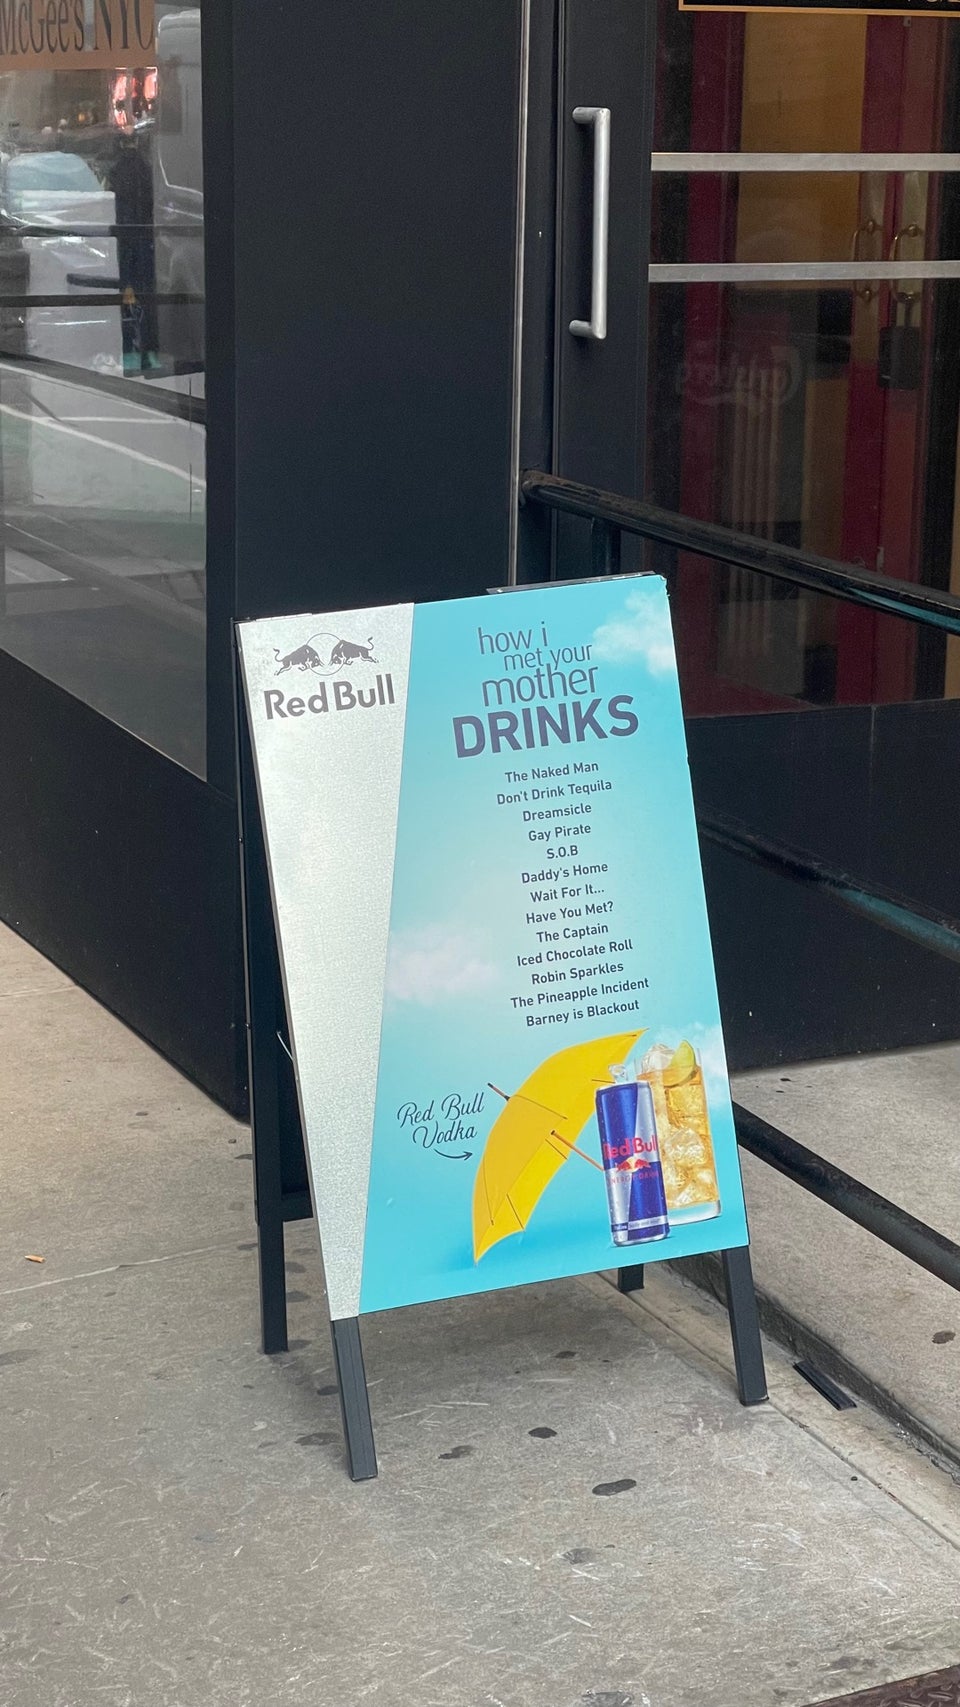 McGee's NYC
Red Bull
how i
met your
mother
DRINKS
The Naked Man
Don't Drink Tequila
Dreamsicle
Gay Pirate
S.O.B
Daddy's Home
Wait For It...
Have You Met?
The Captain
Iced Chocolate Roll
Robin Sparkles
The Pineapple Incident
Barney is Blackout
Red Bull
Vodka
Red Bull
ENERGY DRINK